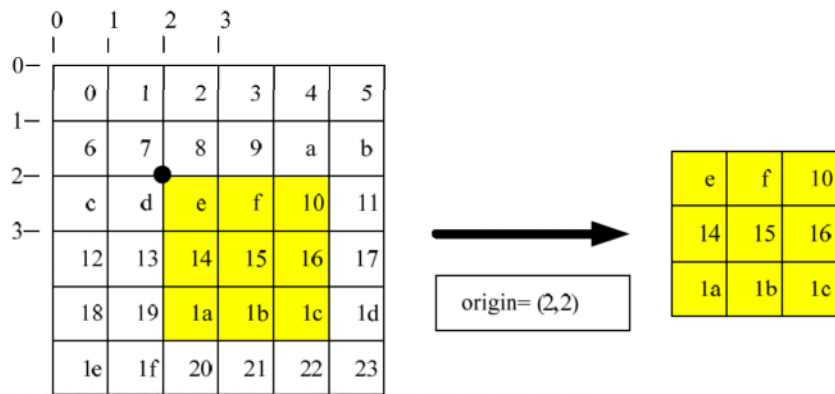 0 1 2 3
0
0 1 2 3 4 5
1
6 7 8 9 a b
2
c d e f 10 11
3
12 13 14 15 16 17
18 19 1a 1b 1c 1d
1e 1f 20 21 22 23
origin= (2,2)
e f 10
14 15 16
1a 1b 1c